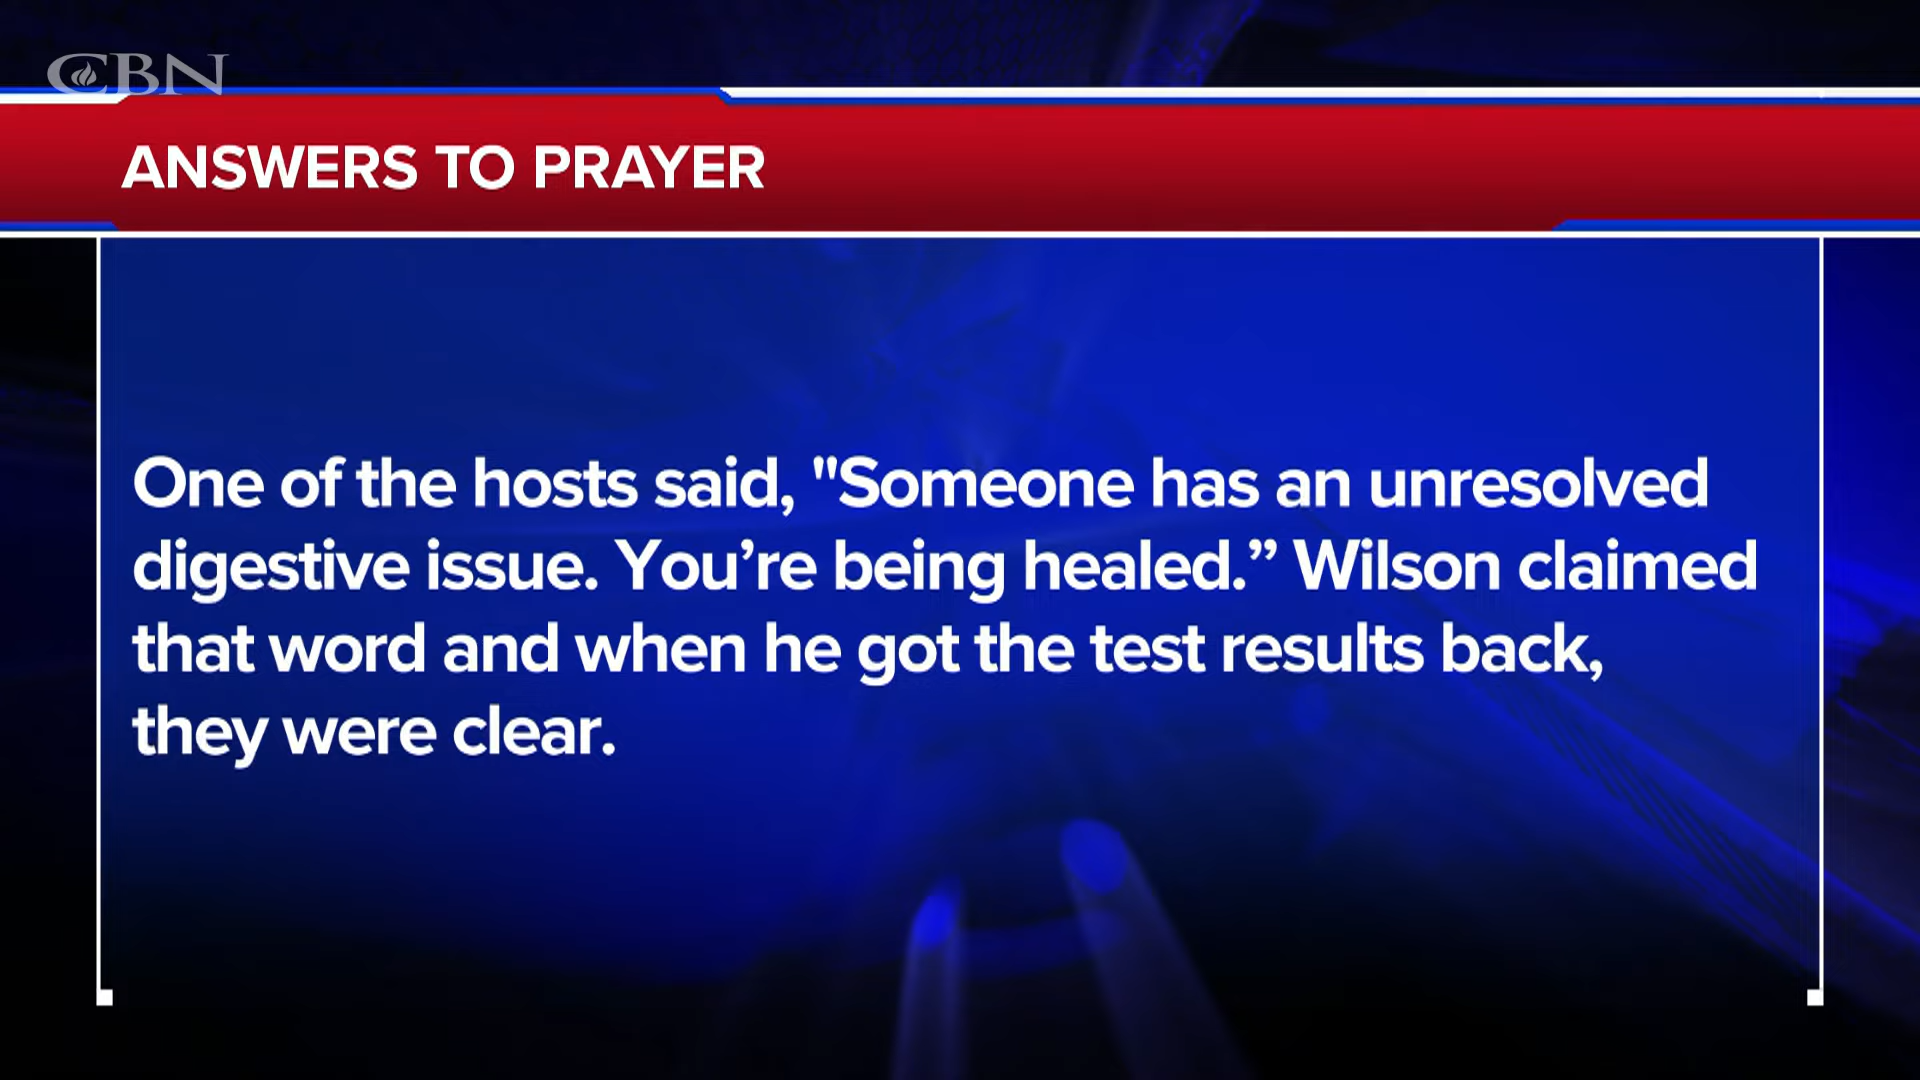 CBN
ANSWERS TO PRAYER
One of the hosts said, "Someone has an unresolved
digestive issue. You’re being healed.” Wilson claimed
that word and when he got the test results back,
they were clear.